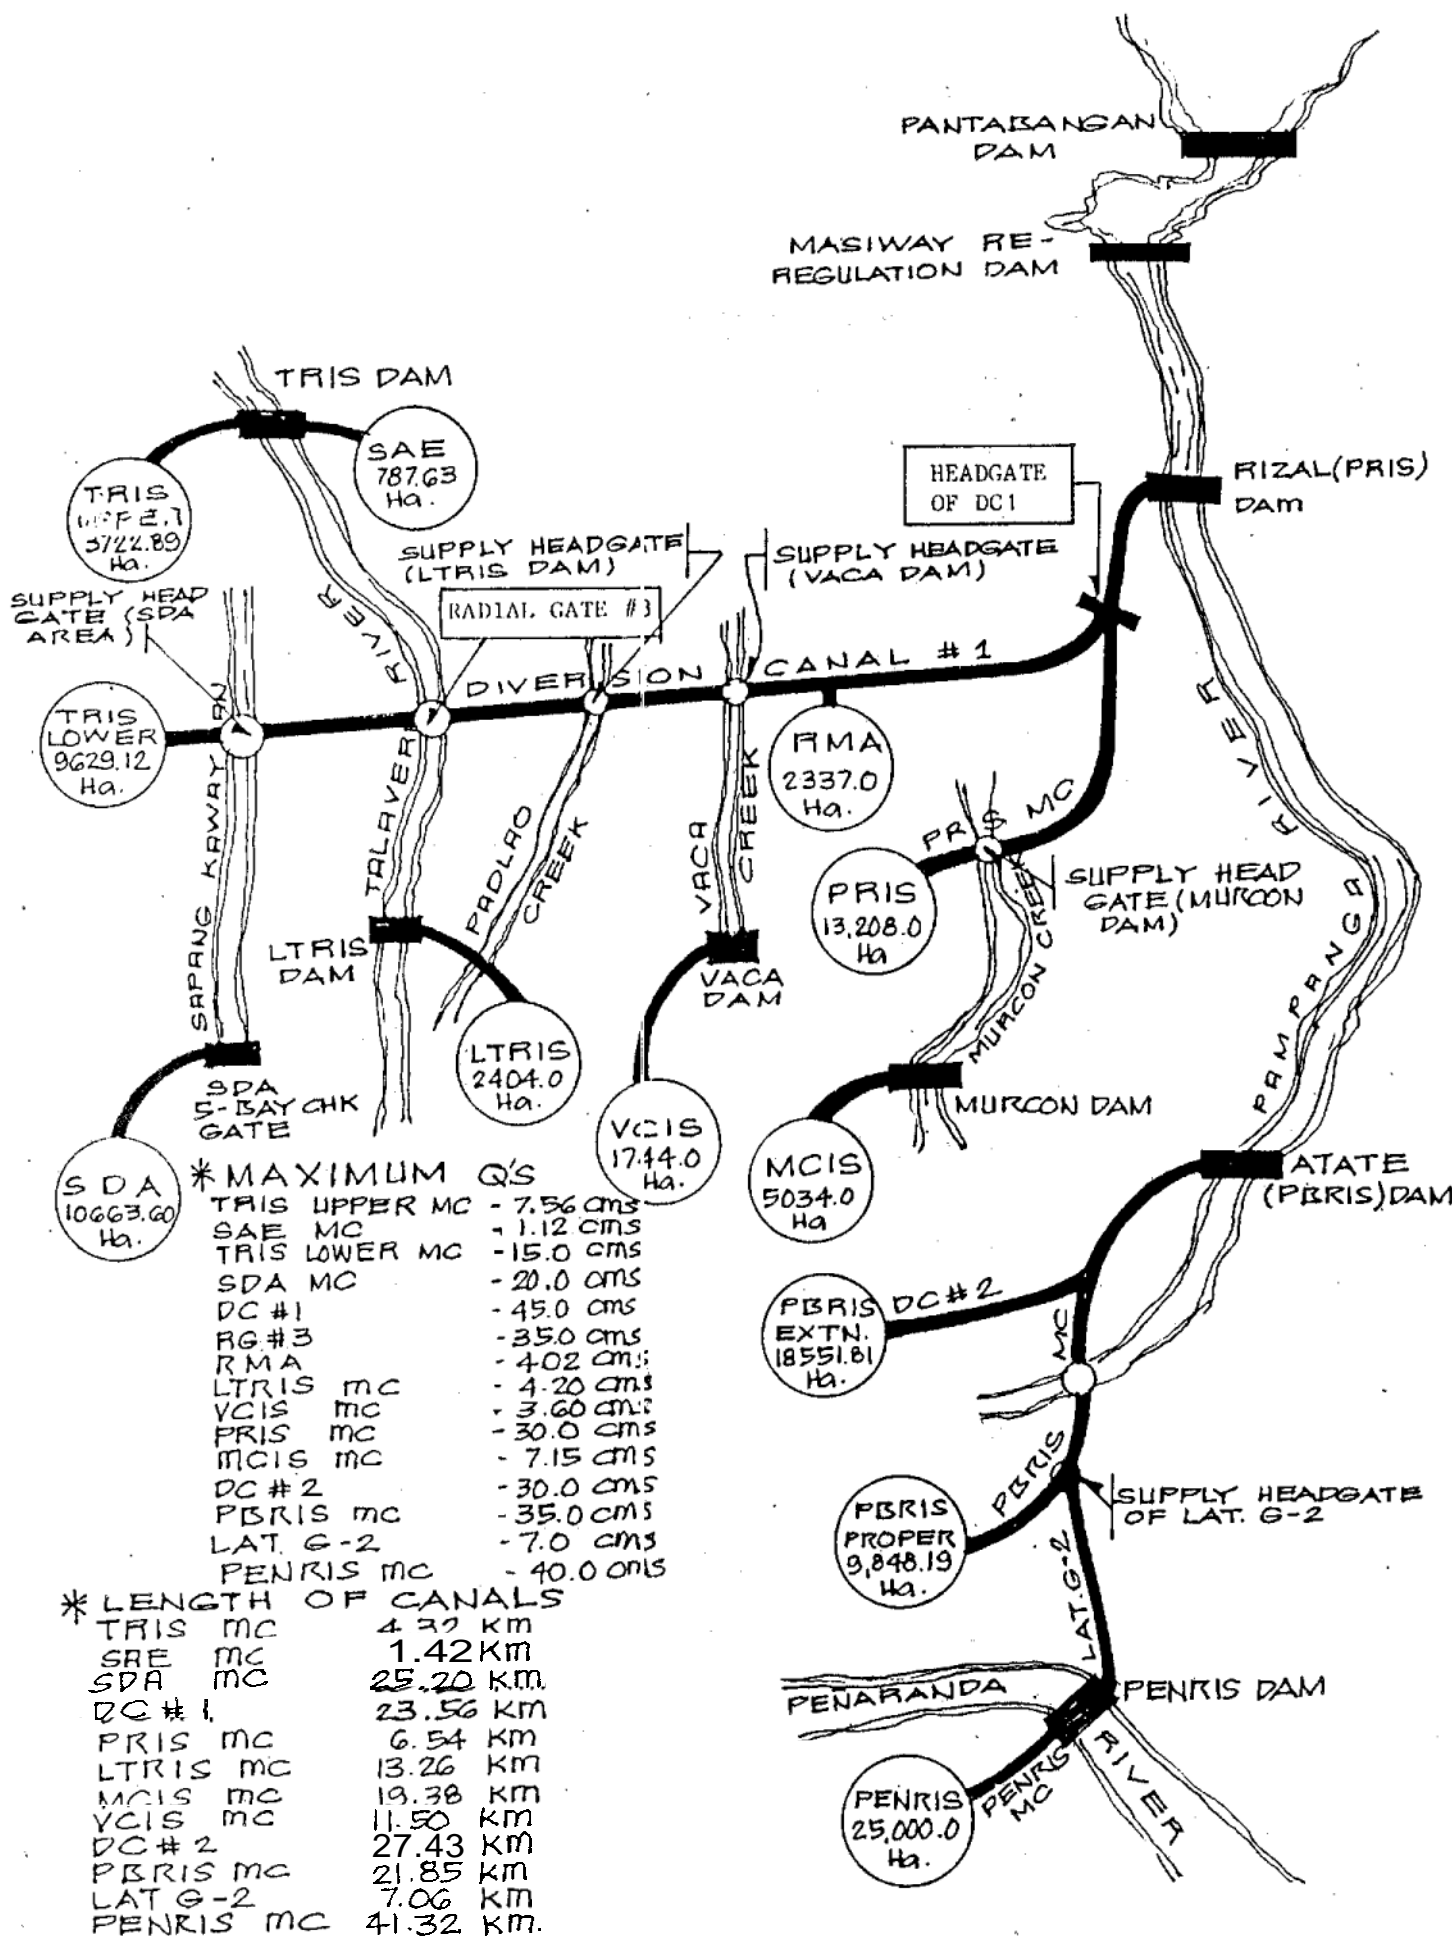 PANTABANGAN
DAM
MASIWAY RE-
REGULATION DAM
TRIS DAM
SAE
787.63
Ha.
TRIS
3722.89
Ha.
HEADGATE
OF DC1
RIZAL (PRIS)
DAM
SUPPLY HEADGATE
(LTRIS DAM)
SUPPLY HEADGATE
(VACA DAM)
SUPPLY HEAD
GATE (SDA
AREA)
RADIAL GATE #3
RIVER
DIVERSION CANAL #1
TRIS
LOWER
9629.12
Ha.
RMA
2337.0
Ha.
SAPANG KAWAYAN
TALAVERA
PADLAO
CREEK
VACA
CREEK
PRIS MC
PRIS
13,208.0
Ha
SUPPLY HEAD
GATE (MURCON
DAM)
MURCON CREEK
RIVER
PAMPANGA
LTRIS
DAM
VACA
DAM
LTRIS
2404.0
Ha.
SDA
5-BAY CHK
GATE
MURCON DAM
VCIS
1744.0
Ha.
MCIS
5034.0
Ha
ATATE
(PBRIS) DAM
SDA
10663.60
Ha.
*MAXIMUM Q'S
TRIS UPPER MC - 7.56 cms
SAE MC - 1.12 cms
TRIS LOWER MC - 15.0 cms
SDA MC - 20.0 cms
DC #1 - 45.0 cms
RG #3 - 35.0 cms
RMA - 402 cms
LTRIS mc - 4.20 cms
VCIS mc - 3.60 cms
PRIS mc - 30.0 cms
MCIS mc - 7.15 cms
DC #2 - 30.0 cms
PBRIS mc - 35.0 cms
LAT. G-2 - 7.0 cms
PENRIS mc - 40.0 cms
PBRIS
EXTN.
18551.81
Ha.
DC #2
MC
PBRIS
PBRIS
PROPER
9,848.19
Ha.
SUPPLY HEADGATE
OF LAT. G-2
LAT. G-2
PEÑARANDA
RIVER
PENRIS DAM
PENRIS
MC
PENRIS
25,000.0
Ha.
*LENGTH OF CANALS
TRIS mc 4.32 Km
SAE mc 1.42 Km
SDA mc 25.20 Km.
DC #1 23.56 Km
PRIS mc 6.54 Km
LTRIS mc 13.26 Km
MCIS mc 19.38 Km
VCIS mc 11.50 Km
DC #2 27.43 Km
PBRIS mc 21.85 Km
LAT G-2 7.06 Km
PENRIS mc 41.32 Km.